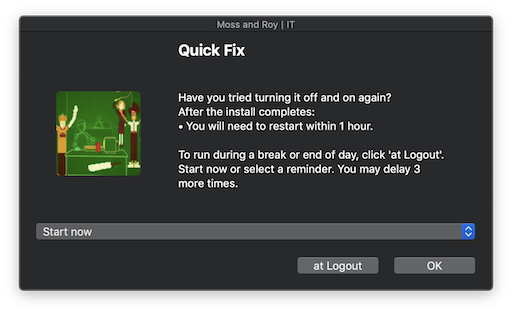 Moss and Roy | IT
Quick Fix
Have you tried turning it off and on again?
After the install completes:
• You will need to restart within 1 hour.
To run during a break or end of day, click 'at Logout'.
Start now or select a reminder. You may delay 3
more times.
Start now
at Logout
OK